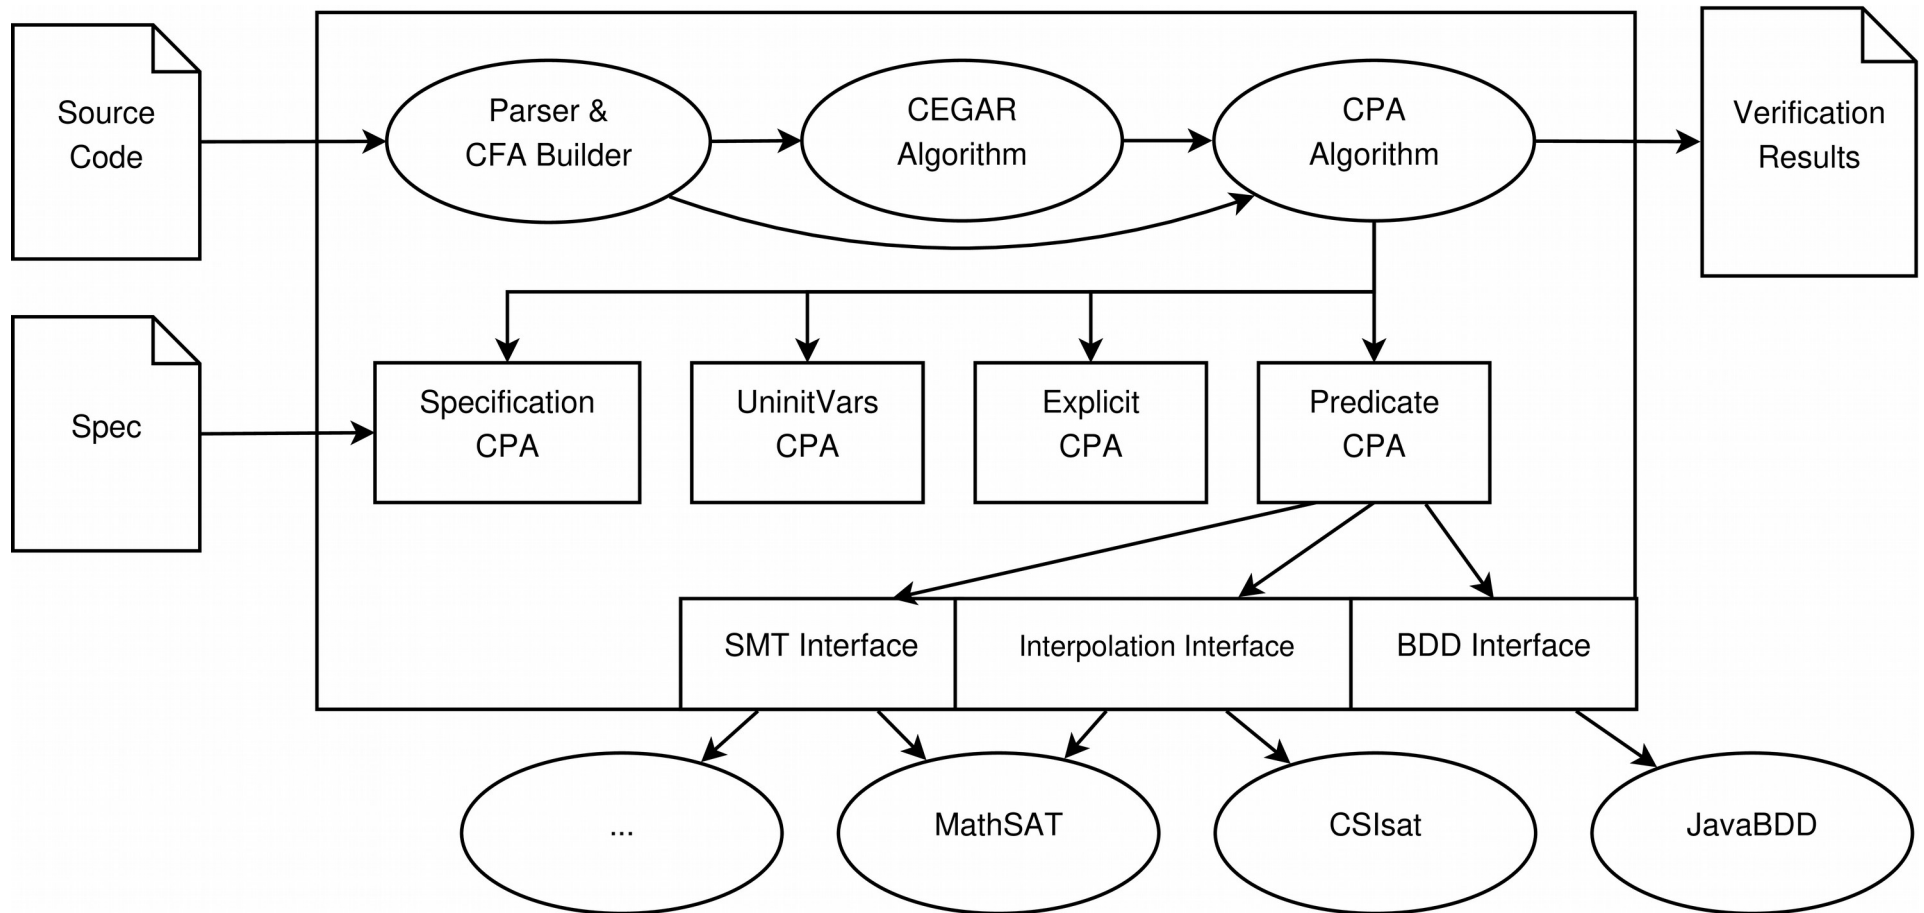 Source
Code
Parser &
CFA Builder
CEGAR
Algorithm
CPA
Algorithm
Verification
Results
Spec
Specification
CPA
UninitVars
CPA
Explicit
CPA
Predicate
CPA
SMT Interface
Interpolation Interface
BDD Interface
...
MathSAT
CSIsat
JavaBDD